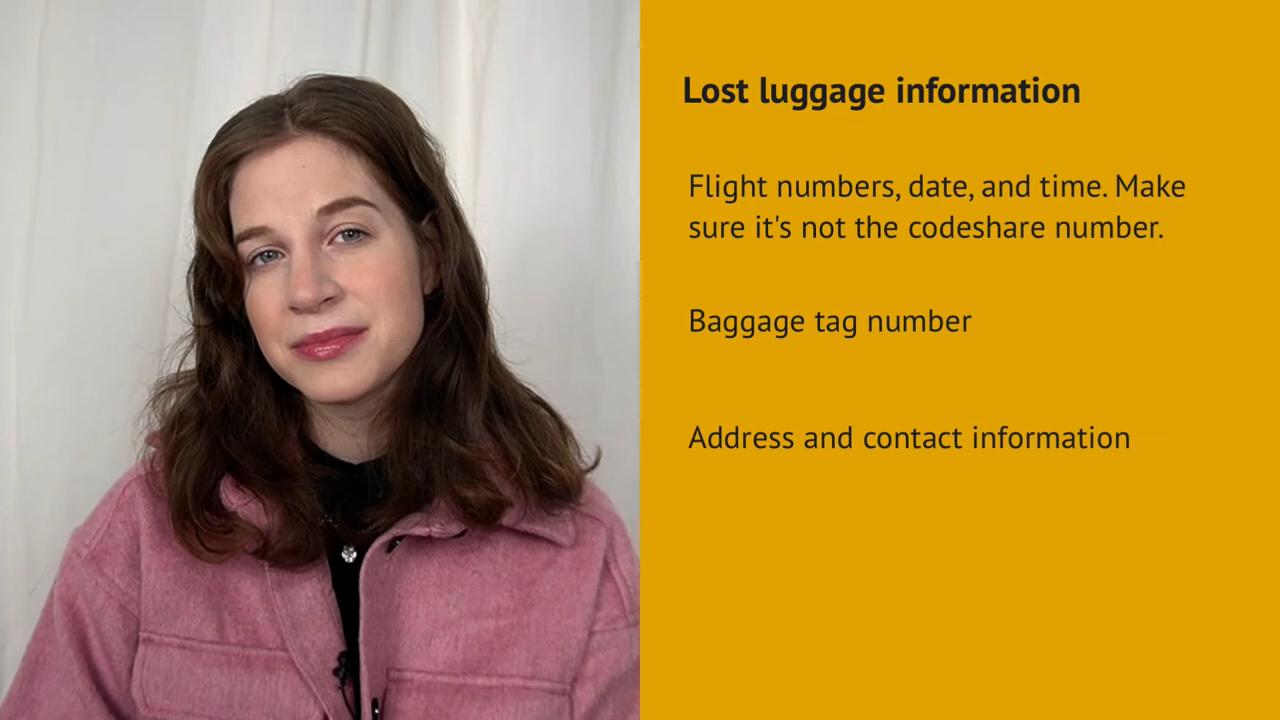 Lost luggage information
Flight numbers, date, and time. Make
sure it's not the codeshare number.
Baggage tag number
Address and contact information